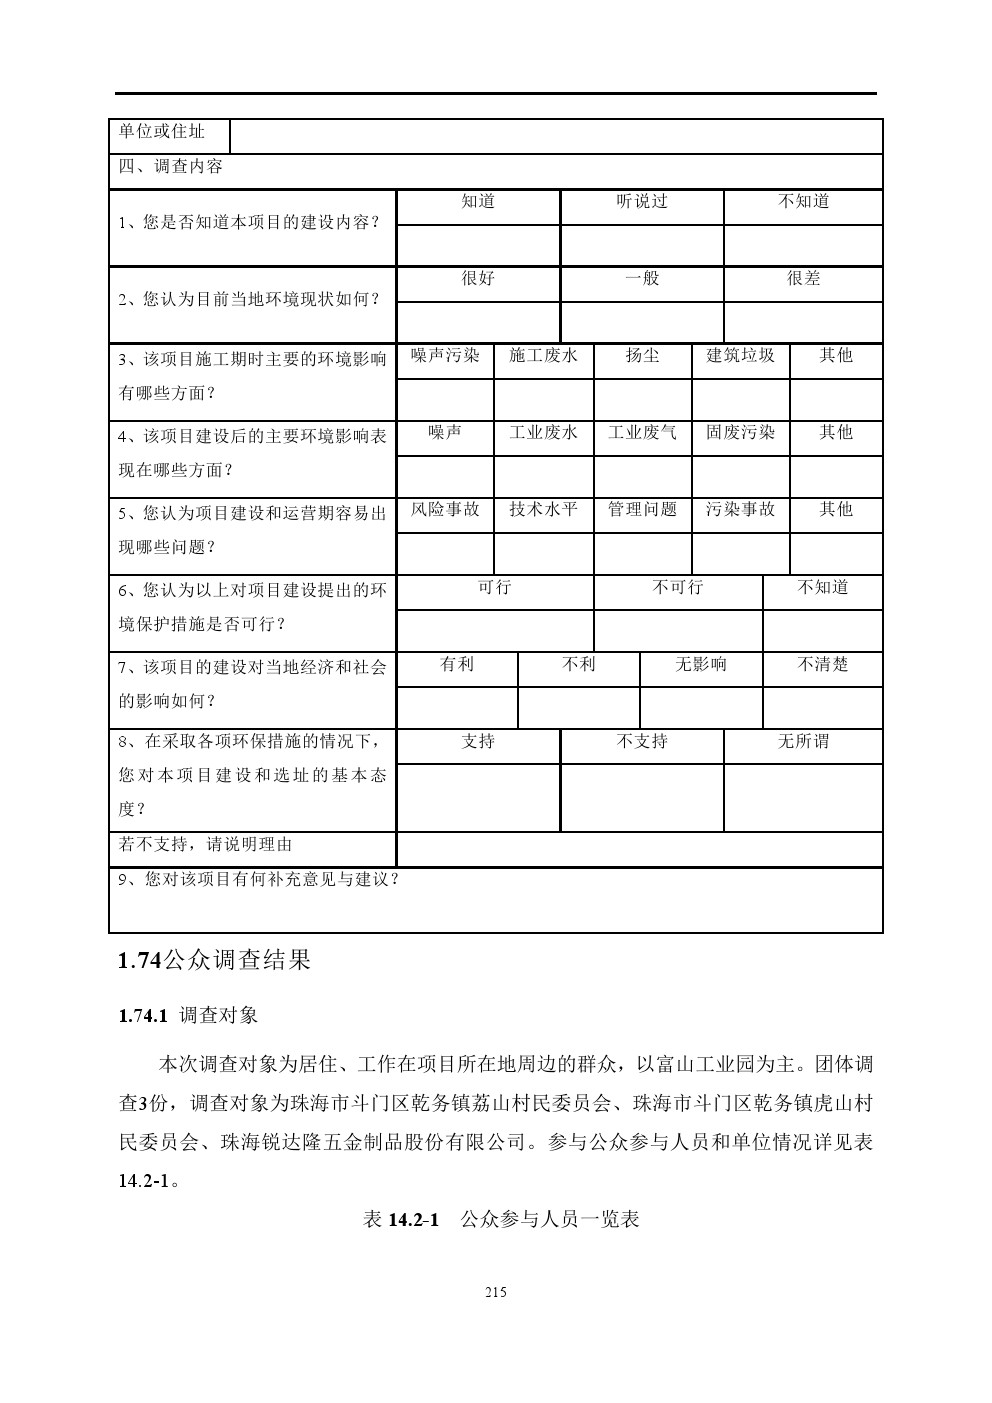 单位或住址
四、调查内容
1、您是否知道本项目的建设内容？
知道 听说过 不知道
2、您认为目前当地环境现状如何？
很好 一般 很差
3、该项目施工期时主要的环境影响
有哪些方面？
噪声污染 施工废水 扬尘 建筑垃圾 其他
4、该项目建设后的主要环境影响表
现在哪些方面？
噪声 工业废水 工业废气 固废污染 其他
5、您认为项目建设和运营期容易出
现哪些问题？
风险事故 技术水平 管理问题 污染事故 其他
6、您认为以上对项目建设提出的环
境保护措施是否可行？
可行 不可行 不知道
7、该项目的建设对当地经济和社会
的影响如何？
有利 不利 无影响 不清楚
8、在采取各项环保措施的情况下，
您对本项目建设和选址的基本态
度？
支持 不支持 无所谓
若不支持，请说明理由
9、您对该项目有何补充意见与建议？
1.74公众调查结果
1.74.1 调查对象
本次调查对象为居住、工作在项目所在地周边的群众，以富山工业园为主。团体调
查3份，调查对象为珠海市斗门区乾务镇荔山村民委员会、珠海市斗门区乾务镇虎山村
民委员会、珠海锐达隆五金制品股份有限公司。参与公众参与人员和单位情况详见表
14.2-1。
表 14.2-1 公众参与人员一览表
215